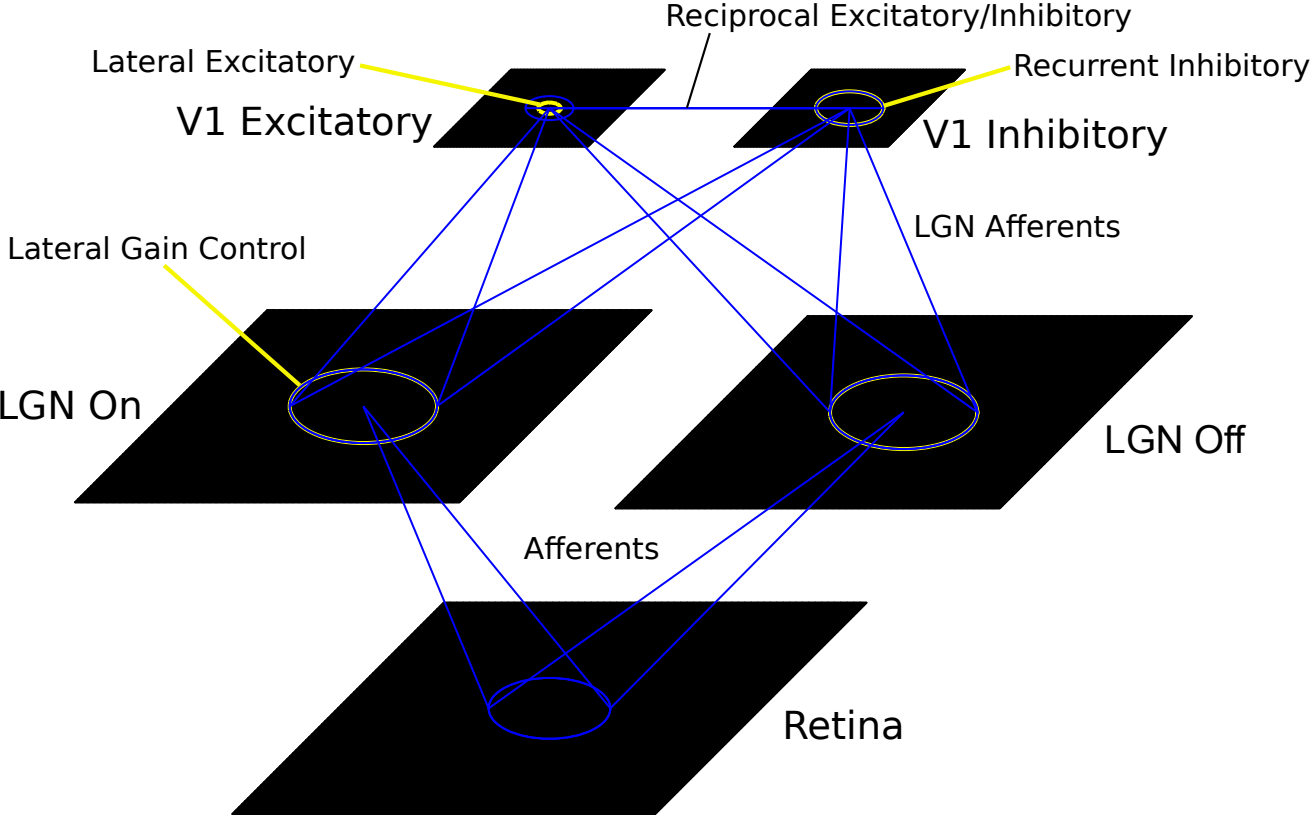 Reciprocal Excitatory/Inhibitory
Lateral Excitatory
Recurrent Inhibitory
V1 Excitatory
V1 Inhibitory
LGN Afferents
Lateral Gain Control
LGN On
LGN Off
Afferents
Retina